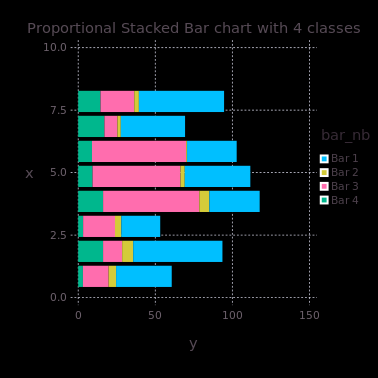 Proportional Stacked Bar chart with 4 classes
10.0
7.5
5.0
2.5
0.0
x
0
50
100
150
y
bar_nb
Bar 1
Bar 2
Bar 3
Bar 4